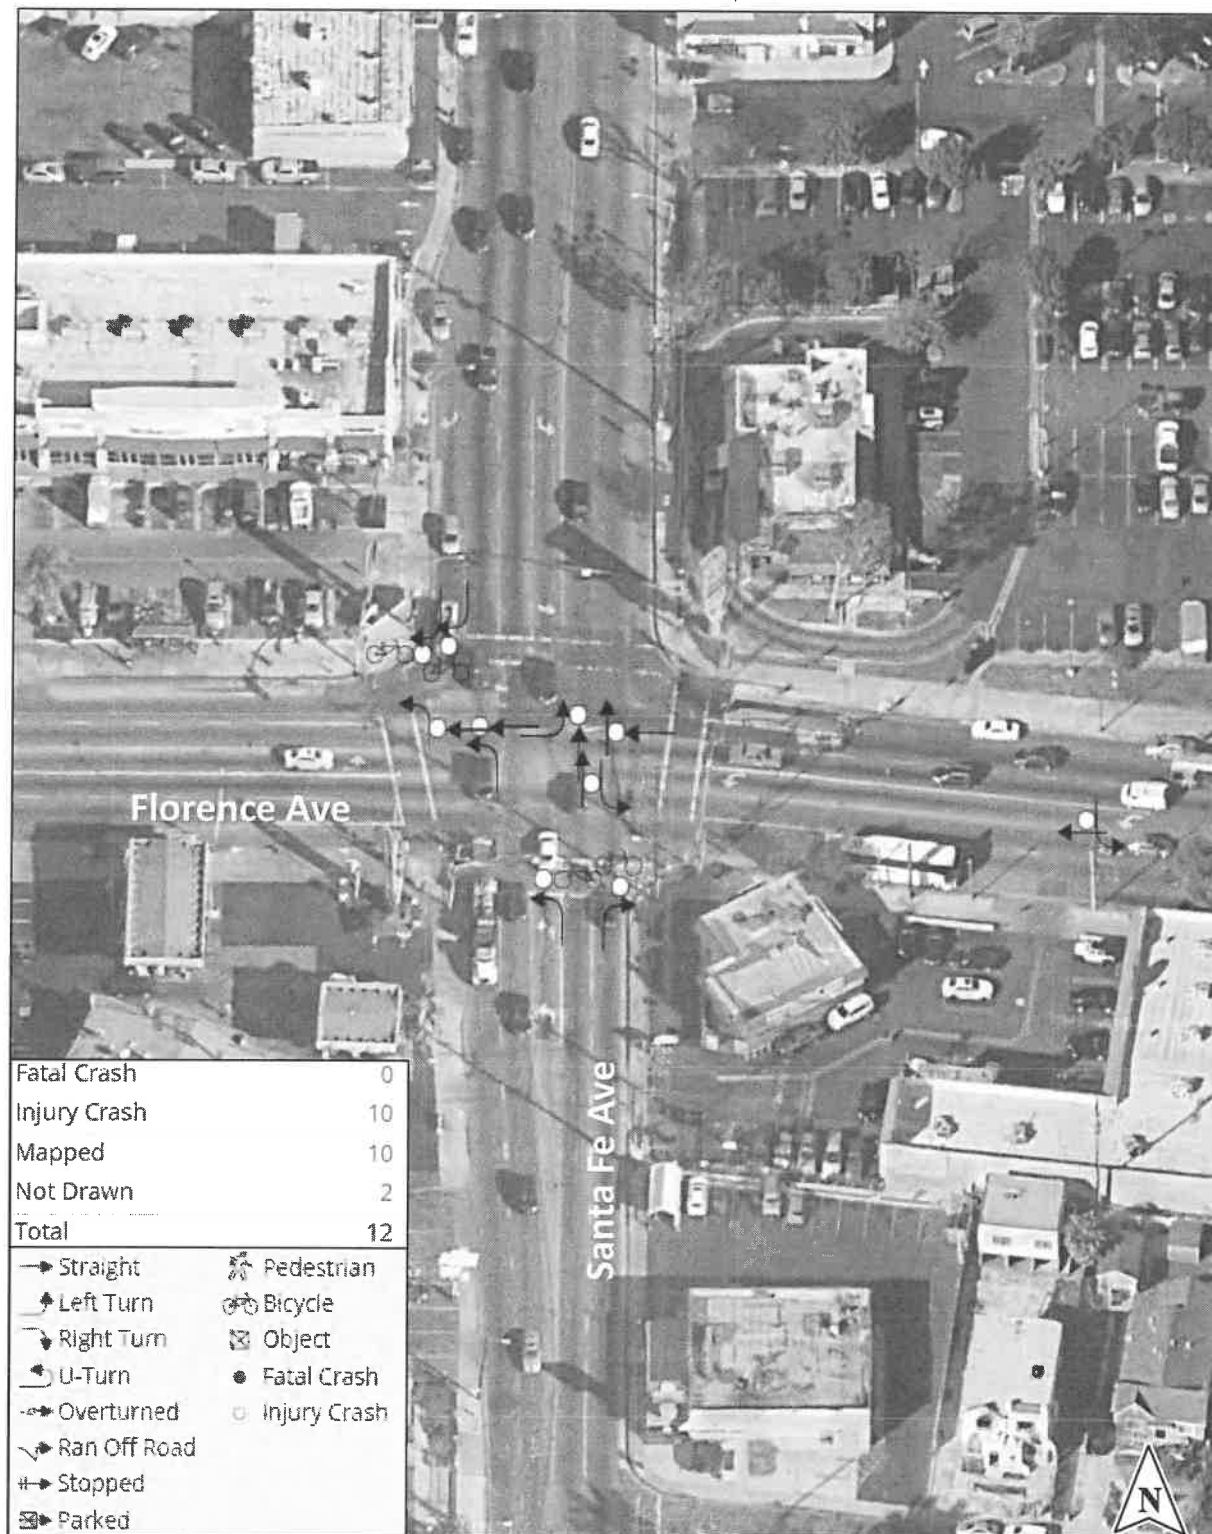 Florence Ave
Santa Fe Ave
Fatal Crash 0
Injury Crash 10
Mapped 10
Not Drawn 2
Total 12
Straight
Left Turn
Right Turn
U-Turn
Overturned
Ran Off Road
Stopped
Parked
Pedestrian
Bicycle
Object
Fatal Crash
Injury Crash
N